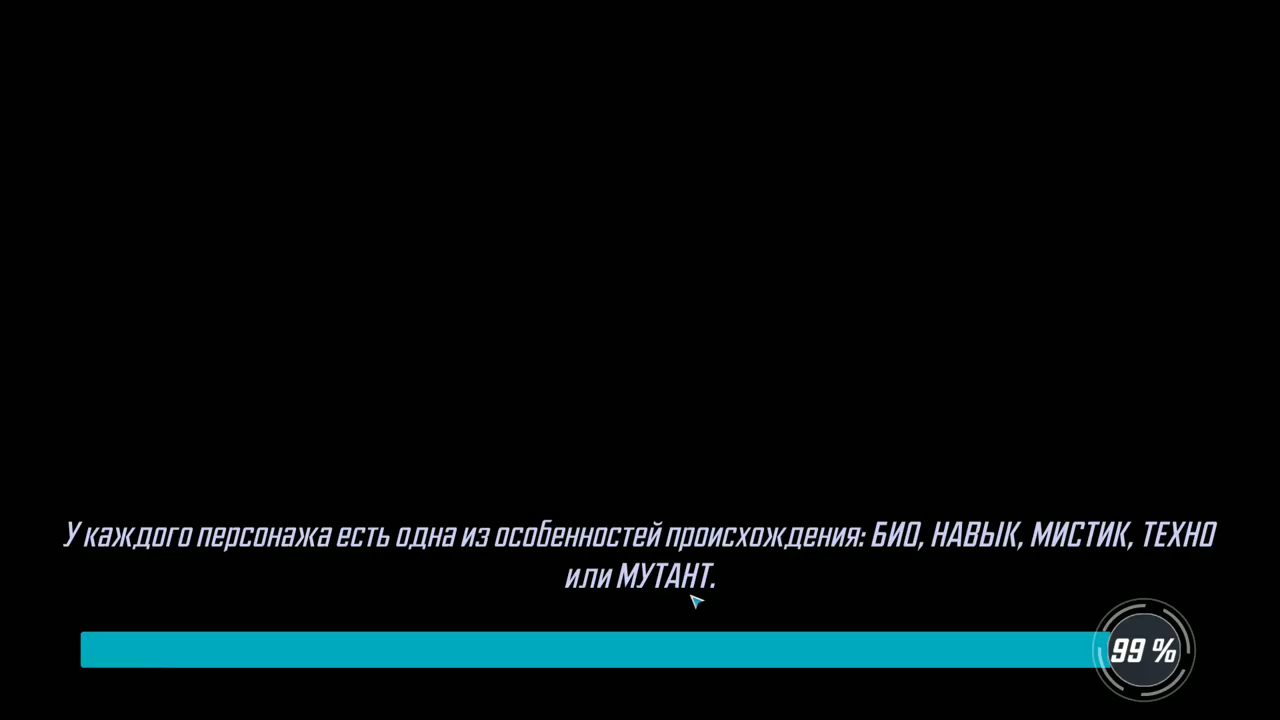 У каждого персонажа есть одна из особенностей происхождения: БИО, НАВЫК, МИСТИК, ТЕХНО
или МУТАНТ.
99 %